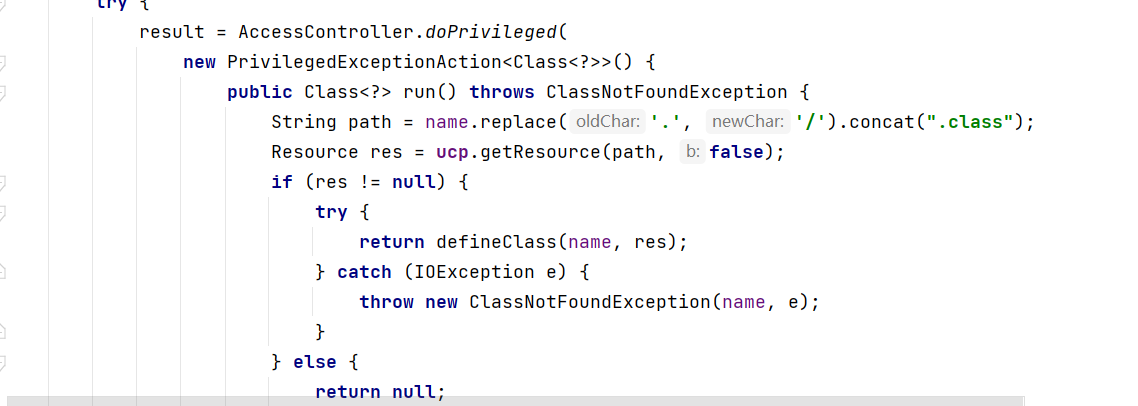 try {
result = AccessController.doPrivileged(
new PrivilegedExceptionAction<Class<?>>() {
public Class<?> run() throws ClassNotFoundException {
String path = name.replace( oldChar: '.', newChar: '/').concat(".class");
Resource res = ucp.getResource(path, b: false);
if (res != null) {
try {
return defineClass(name, res);
} catch (IOException e) {
throw new ClassNotFoundException(name, e);
}
} else {
return null;